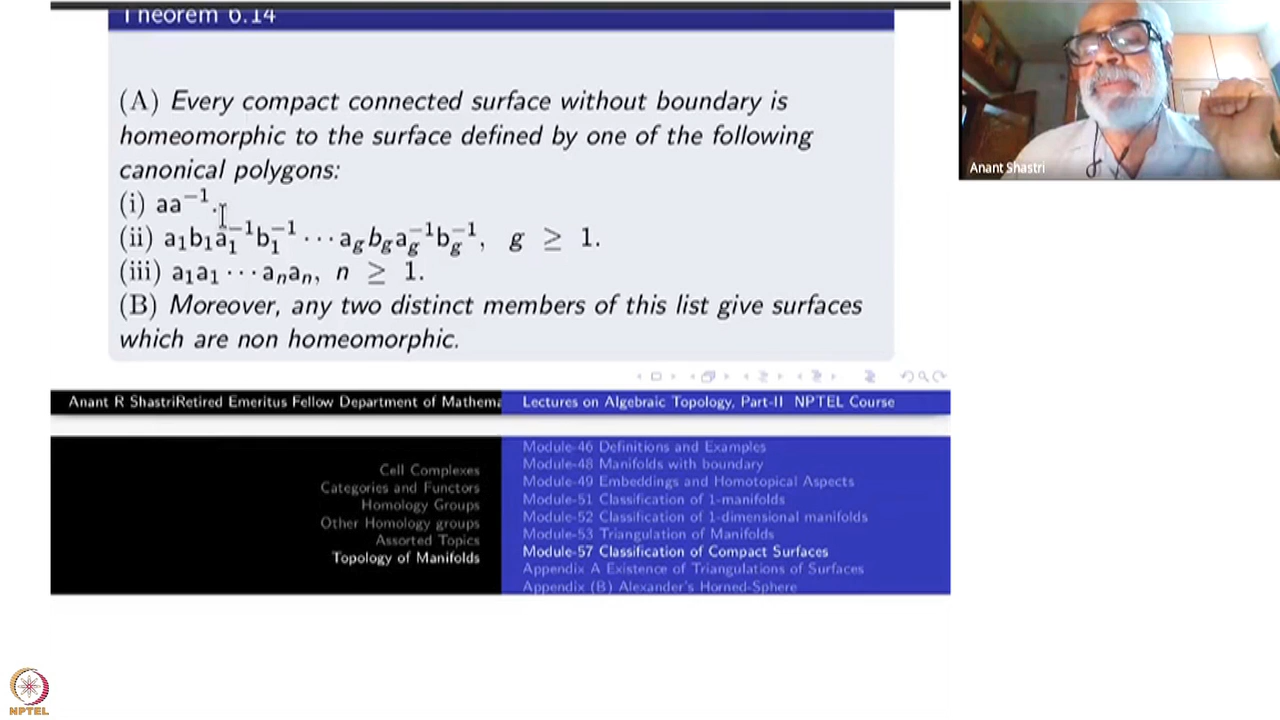 Theorem 6.14
(A) Every compact connected surface without boundary is
homeomorphic to the surface defined by one of the following
canonical polygons:
(i) aa⁻¹.
(ii) a₁b₁a₁⁻¹b₁⁻¹ ⋯ a_g b_g a_g⁻¹b_g⁻¹, g ≥ 1.
(iii) a₁a₁ ⋯ aₙaₙ, n ≥ 1.
(B) Moreover, any two distinct members of this list give surfaces
which are non homeomorphic.
Anant Shastri
Anant R ShastriRetired Emeritus Fellow Department of Mathema
Lectures on Algebraic Topology, Part-II NPTEL Course
Cell Complexes
Categories and Functors
Homology Groups
Other Homology groups
Assorted Topics
Topology of Manifolds
Module-46 Definitions and Examples
Module-48 Manifolds with boundary
Module-49 Embeddings and Homotopical Aspects
Module-51 Classification of 1-manifolds
Module-52 Classification of 1-dimensional manifolds
Module-53 Triangulation of Manifolds
Module-57 Classification of Compact Surfaces
Appendix A Existence of Triangulations of Surfaces
Appendix (B) Alexander's Horned-Sphere
NPTEL